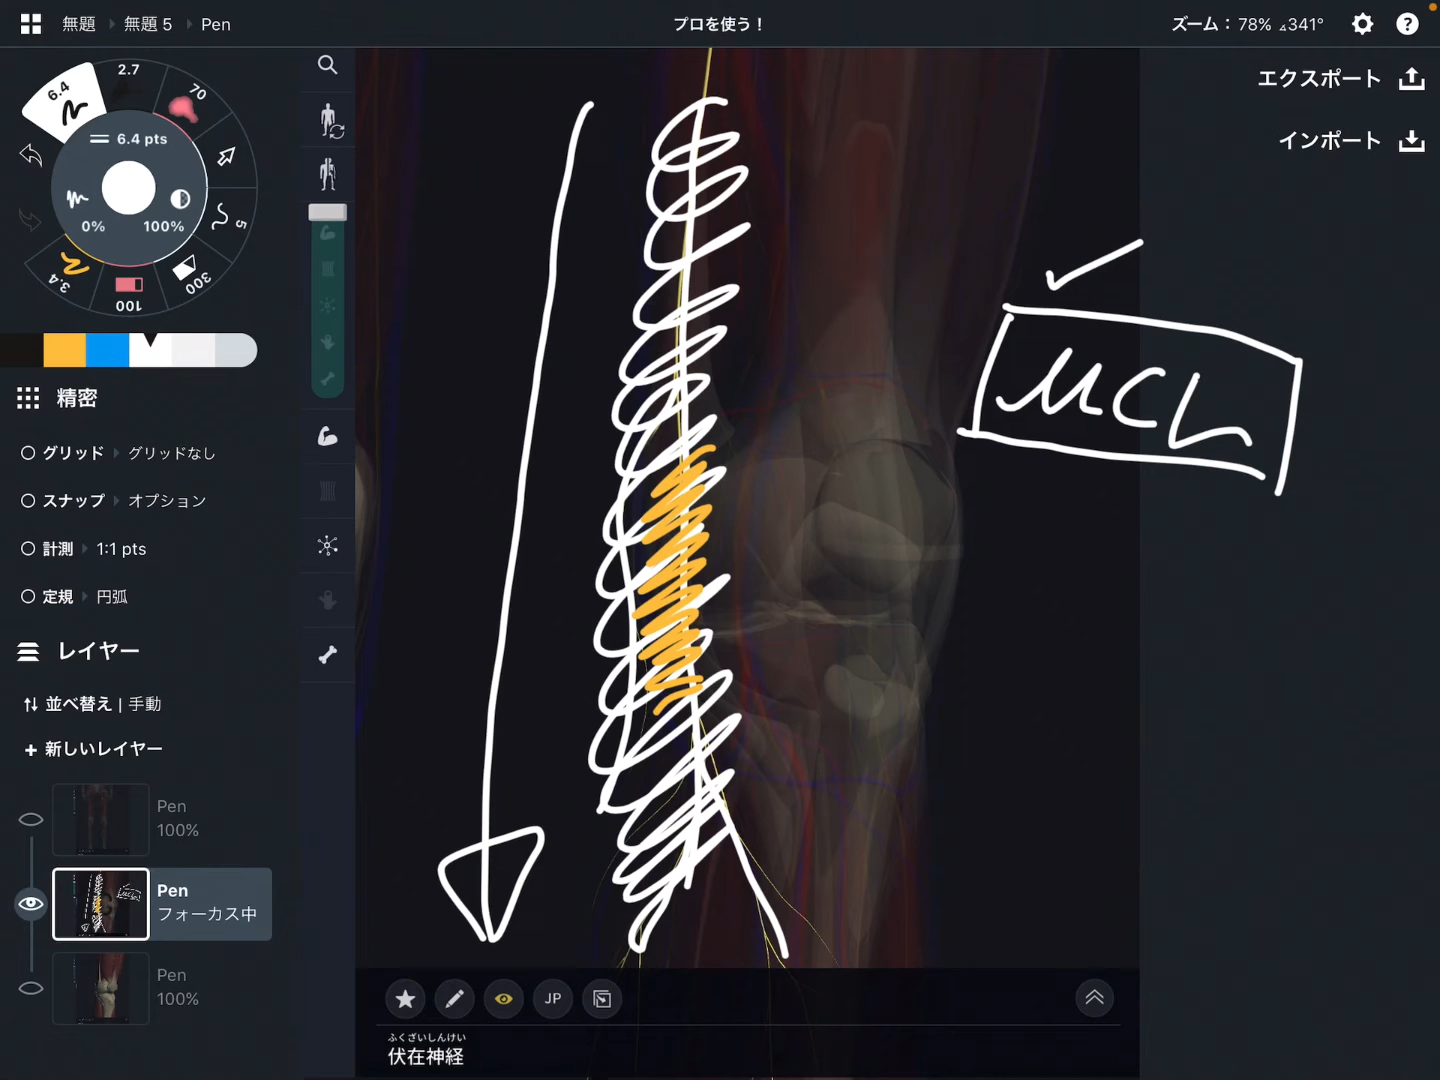 無題 無題 5 Pen
プロを使う！
ズーム： 78% ⊿341°
エクスポート
インポート
6.4
2.7
70
5
300
100
3.4
6.4 pts
0% 100%
精密
グリッド グリッドなし
スナップ オプション
計測 1:1 pts
定規 円弧
レイヤー
並べ替え | 手動
+ 新しいレイヤー
Pen
100%
Pen
フォーカス中
Pen
100%
MCL
JP
ふくざいしんけい
伏在神経